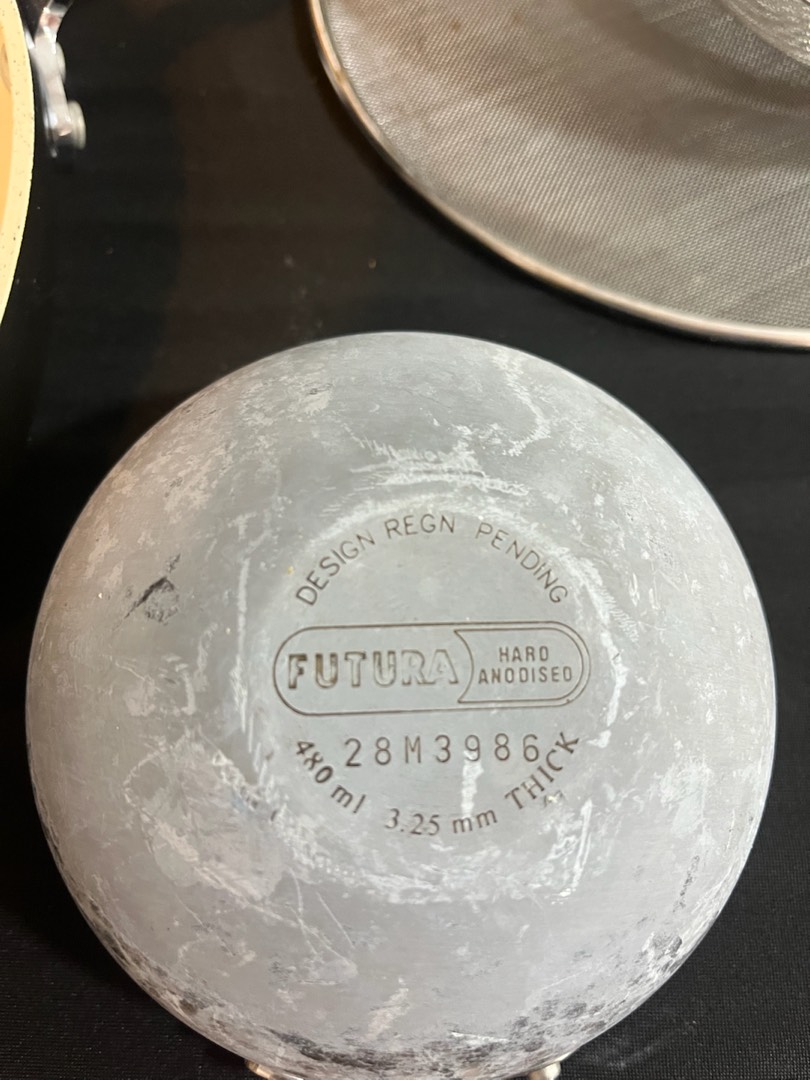 DESIGN REGN PENDING
FUTURA HARD ANODISED
28M3986
480 ml 3.25 mm THICK